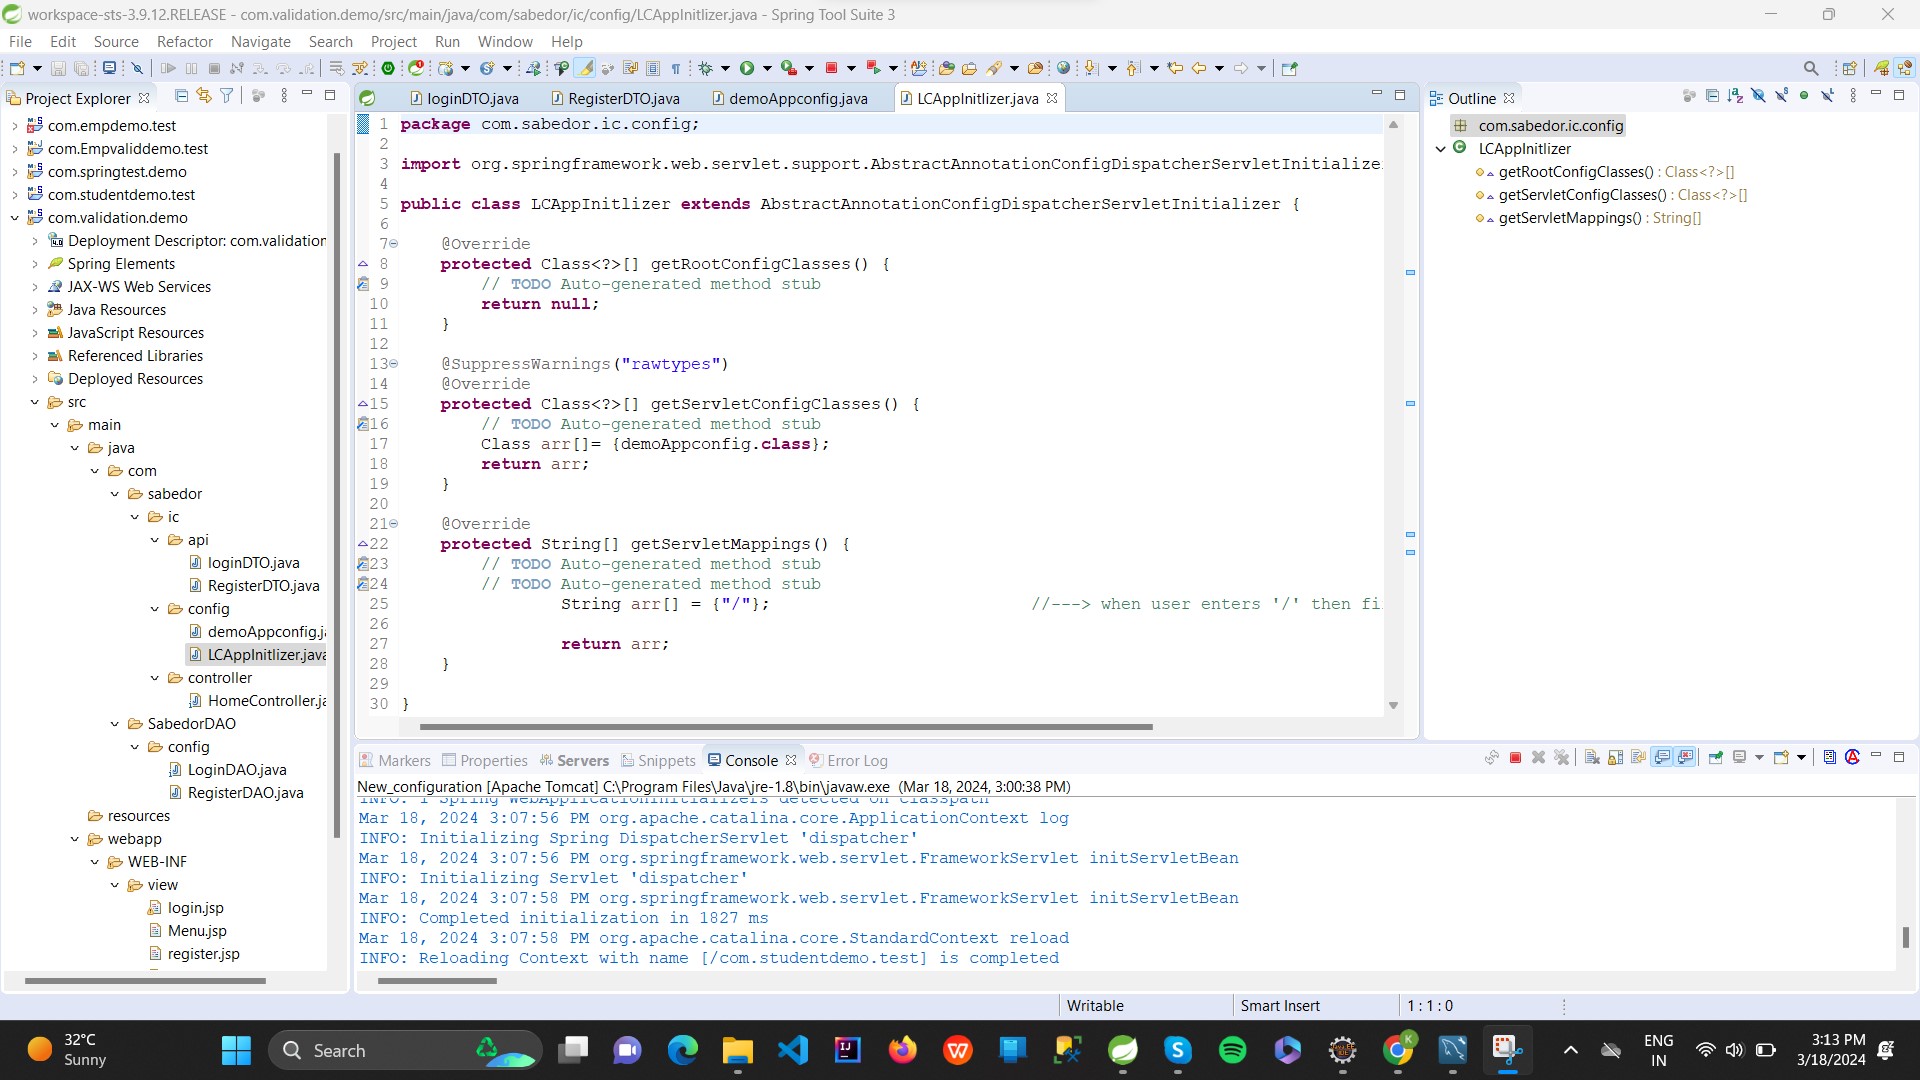 workspace-sts-3.9.12.RELEASE - com.validation.demo/src/main/java/com/sabedor/ic/config/LCAppInitlizer.java - Spring Tool Suite 3
File Edit Source Refactor Navigate Search Project Run Window Help
Project Explorer
com.empdemo.test
com.Empvaliddemo.test
com.springtest.demo
com.studentdemo.test
com.validation.demo
Deployment Descriptor: com.validation
Spring Elements
JAX-WS Web Services
Java Resources
JavaScript Resources
Referenced Libraries
Deployed Resources
src
main
java
com
sabedor
ic
api
loginDTO.java
RegisterDTO.java
config
demoAppconfig.ja
LCAppInitlizer.java
controller
HomeController.ja
SabedorDAO
config
LoginDAO.java
RegisterDAO.java
resources
webapp
WEB-INF
view
login.jsp
Menu.jsp
register.jsp
loginDTO.java RegisterDTO.java demoAppconfig.java LCAppInitlizer.java
1 package com.sabedor.ic.config;
2
3 import org.springframework.web.servlet.support.AbstractAnnotationConfigDispatcherServletInitialize
4
5 public class LCAppInitlizer extends AbstractAnnotationConfigDispatcherServletInitializer {
6
7 @Override
8 protected Class<?>[] getRootConfigClasses() {
9 // TODO Auto-generated method stub
10 return null;
11 }
12
13 @SuppressWarnings("rawtypes")
14 @Override
15 protected Class<?>[] getServletConfigClasses() {
16 // TODO Auto-generated method stub
17 Class arr[]= {demoAppconfig.class};
18 return arr;
19 }
20
21 @Override
22 protected String[] getServletMappings() {
23 // TODO Auto-generated method stub
24 // TODO Auto-generated method stub
25 String arr[] = {"/"}; //---> when user enters '/' then fi
26
27 return arr;
28 }
29
30 }
Outline
com.sabedor.ic.config
LCAppInitlizer
getRootConfigClasses() : Class<?>[]
getServletConfigClasses() : Class<?>[]
getServletMappings() : String[]
Markers Properties Servers Snippets Console Error Log
New_configuration [Apache Tomcat] C:\Program Files\Java\jre-1.8\bin\javaw.exe (Mar 18, 2024, 3:00:38 PM)
INFO: 1 Spring WebApplicationInitializers detected on classpath
Mar 18, 2024 3:07:56 PM org.apache.catalina.core.ApplicationContext log
INFO: Initializing Spring DispatcherServlet 'dispatcher'
Mar 18, 2024 3:07:56 PM org.springframework.web.servlet.FrameworkServlet initServletBean
INFO: Initializing Servlet 'dispatcher'
Mar 18, 2024 3:07:58 PM org.springframework.web.servlet.FrameworkServlet initServletBean
INFO: Completed initialization in 1827 ms
Mar 18, 2024 3:07:58 PM org.apache.catalina.core.StandardContext reload
INFO: Reloading Context with name [/com.studentdemo.test] is completed
Writable Smart Insert 1 : 1 : 0
32°C
Sunny
Search
ENG
IN
3:13 PM
3/18/2024